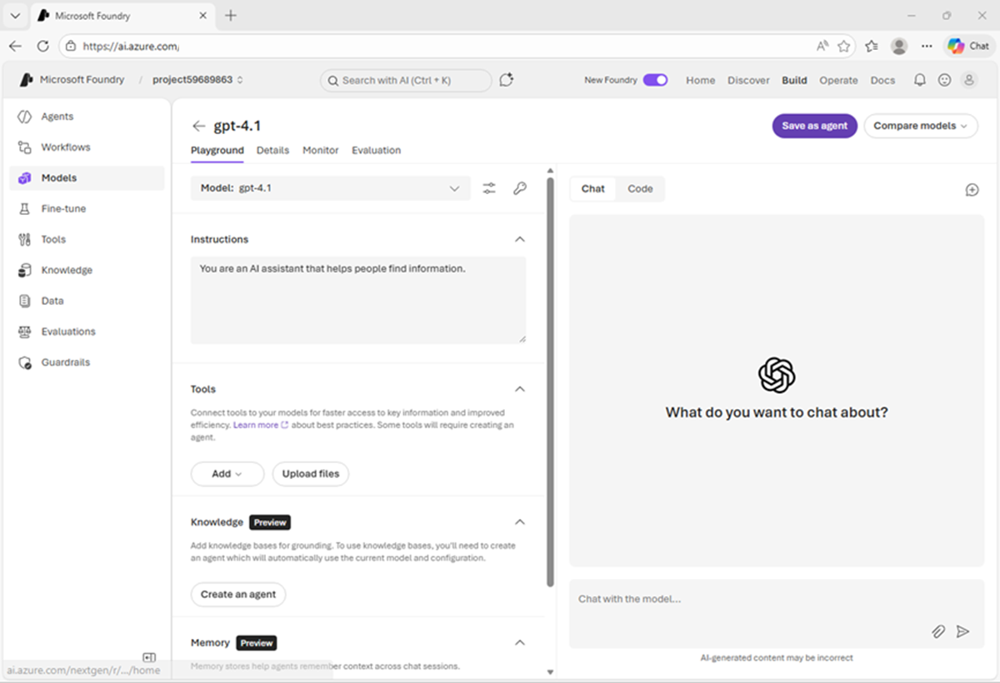 Microsoft Foundry
https://ai.azure.com/
Chat
Microsoft Foundry / project59689863
Search with AI (Ctrl + K)
New Foundry
Home
Discover
Build
Operate
Docs
Agents
Workflows
Models
Fine-tune
Tools
Knowledge
Data
Evaluations
Guardrails
ai.azure.com/nextgen/r/.../home
gpt-4.1
Save as agent
Compare models
Playground
Details
Monitor
Evaluation
Model: gpt-4.1
Instructions
You are an AI assistant that helps people find information.
Tools
Connect tools to your models for faster access to key information and improved
efficiency. Learn more about best practices. Some tools will require creating an
agent.
Add
Upload files
Knowledge Preview
Add knowledge bases for grounding. To use knowledge bases, you'll need to create
an agent which will automatically use the current model and configuration.
Create an agent
Memory Preview
Memory stores help agents remember context across chat sessions.
Chat
Code
What do you want to chat about?
Chat with the model...
AI-generated content may be incorrect